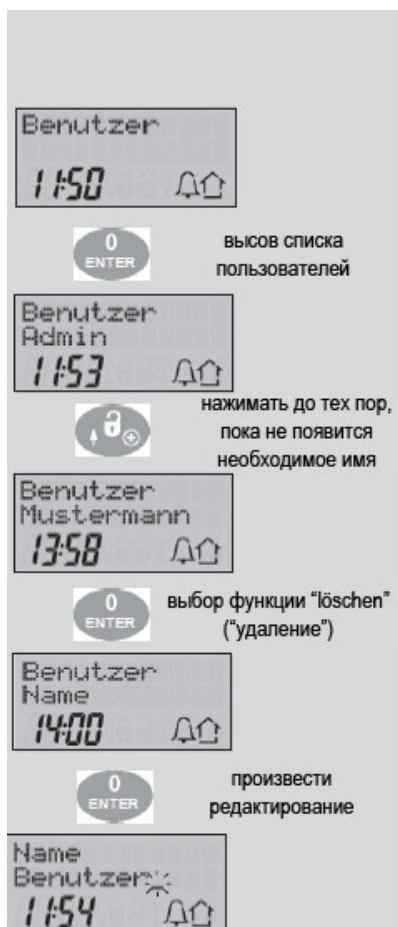 Benutzer
11:50
0
ENTER
высов списка
пользователей
Benutzer
Admin
11:53
нажимать до тех пор,
пока не появится
необходимое имя
Benutzer
Mustermann
13:58
0
ENTER
выбор функции “löschen”
(“удаление”)
Benutzer
Name
14:00
0
ENTER
произвести
редактирование
Name
Benutzer
11:54